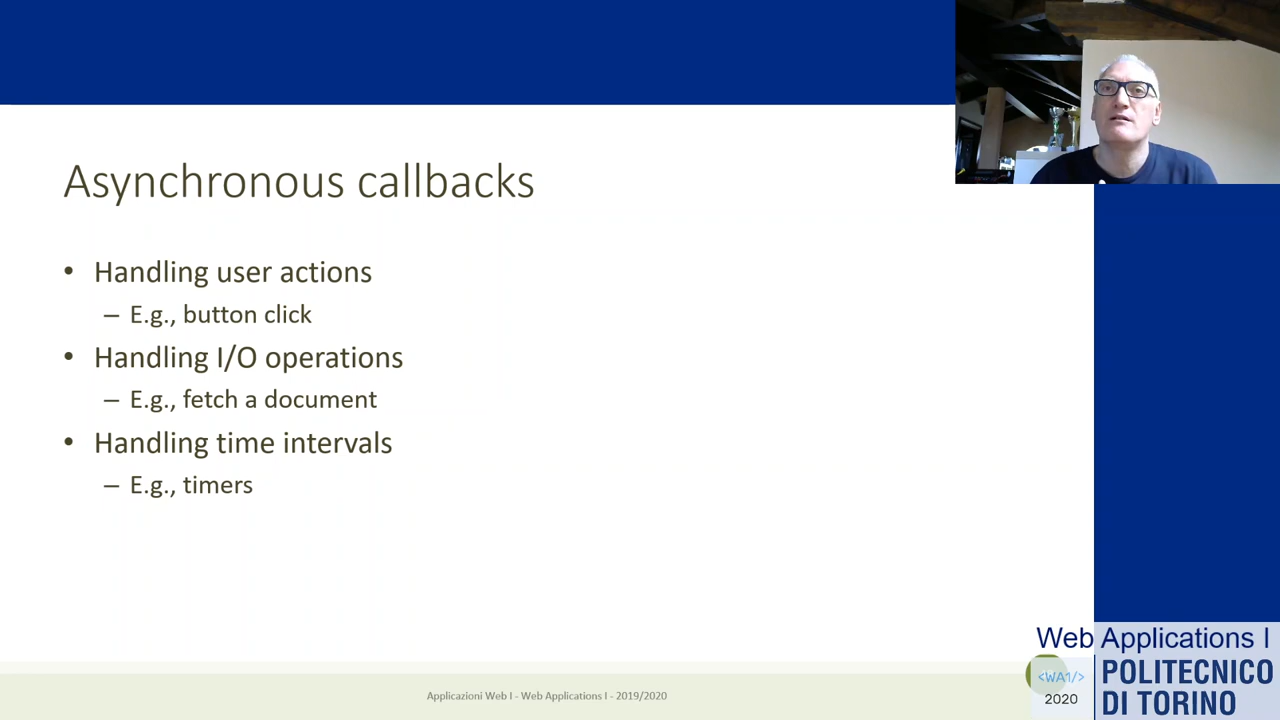 Asynchronous callbacks
• Handling user actions
– E.g., button click
• Handling I/O operations
– E.g., fetch a document
• Handling time intervals
– E.g., timers
Applicazioni Web I - Web Applications I - 2019/2020
Web Applications I
<WA1/>
2020
POLITECNICO
DI TORINO